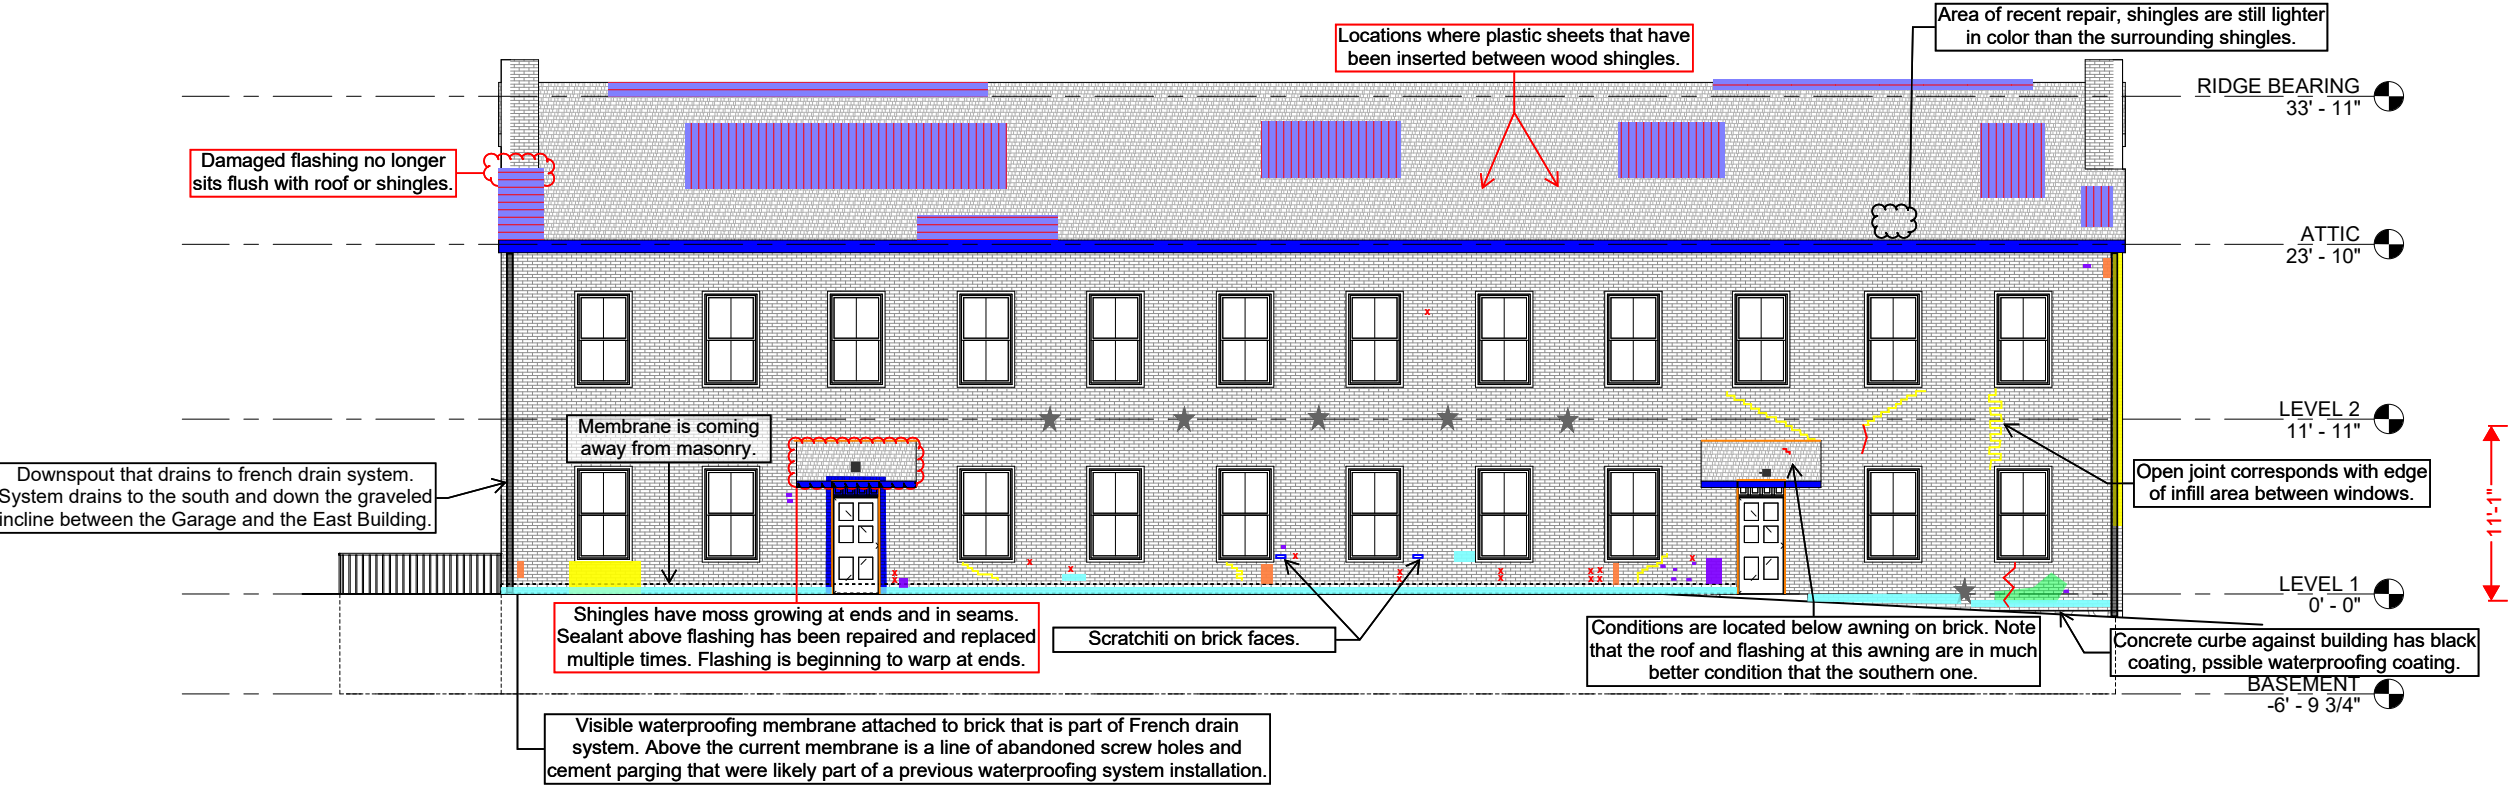 Area of recent repair, shingles are still lighter
in color than the surrounding shingles.
Locations where plastic sheets that have
been inserted between wood shingles.
RIDGE BEARING
33' - 11"
Damaged flashing no longer
sits flush with roof or shingles.
ATTIC
23' - 10"
LEVEL 2
11' - 11"
Membrane is coming
away from masonry.
Downspout that drains to french drain system.
System drains to the south and down the graveled
incline between the Garage and the East Building.
Open joint corresponds with edge
of infill area between windows.
11'-1"
LEVEL 1
0' - 0"
Shingles have moss growing at ends and in seams.
Sealant above flashing has been repaired and replaced
multiple times. Flashing is beginning to warp at ends.
Scratchiti on brick faces.
Conditions are located below awning on brick. Note
that the roof and flashing at this awning are in much
better condition that the southern one.
Concrete curbe against building has black
coating, pssible waterproofing coating.
BASEMENT
-6' - 9 3/4"
Visible waterproofing membrane attached to brick that is part of French drain
system. Above the current membrane is a line of abandoned screw holes and
cement parging that were likely part of a previous waterproofing system installation.